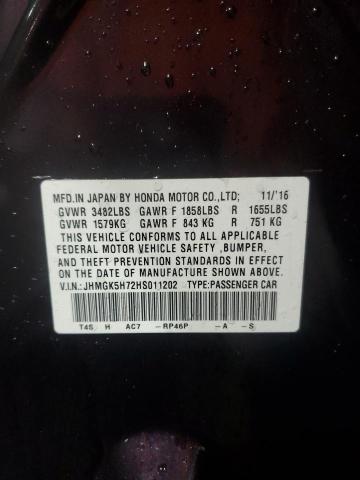 MFD.IN JAPAN BY HONDA MOTOR CO.,LTD; 11/'16
GVWR 3482LBS GAWR F 1858LBS R 1655LBS
GVWR 1579KG GAWR F 843 KG R 751 KG
THIS VEHICLE CONFORMS TO ALL APPLICABLE
FEDERAL MOTOR VEHICLE SAFETY ,BUMPER,
AND THEFT PREVENTION STANDARDS IN EFFECT
ON THE DATE OF MANUFACTURE SHOWN ABOVE.
V.I.N.:JHMGK5H72HS011202 TYPE:PASSENGER CAR
T4S H AC7 -RP46P -A -S